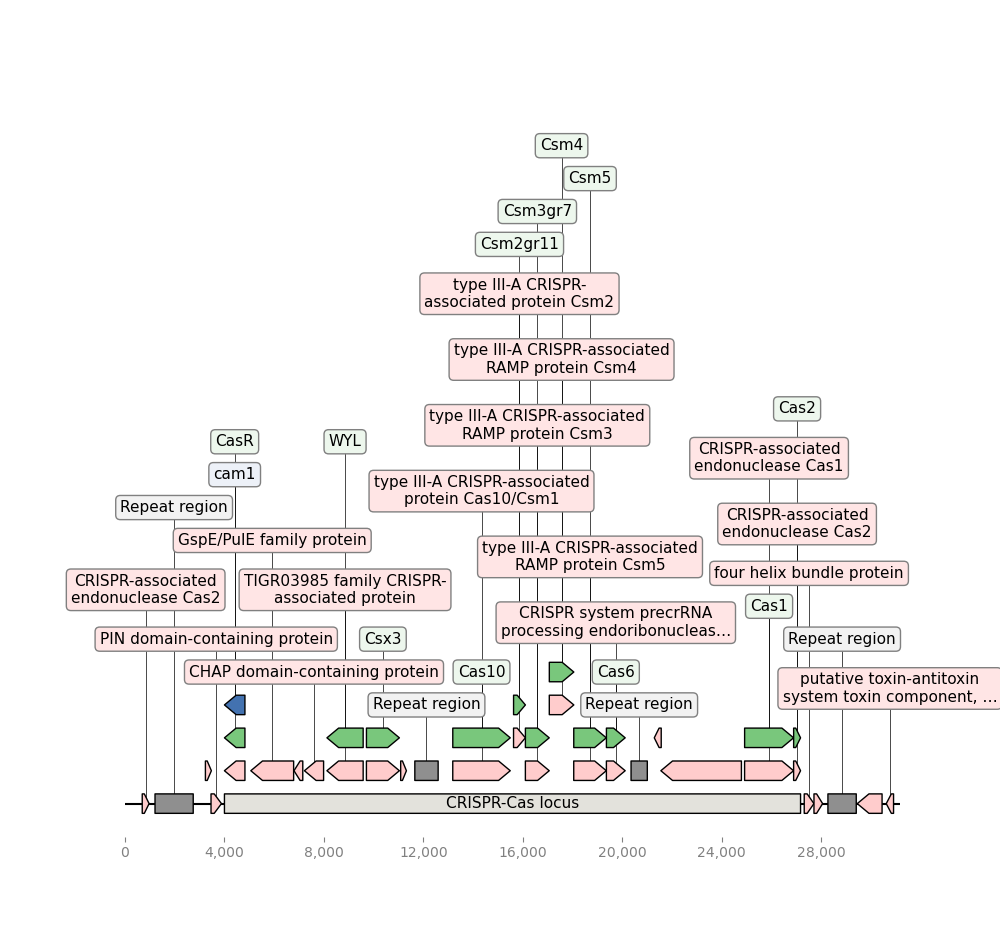 Csm4
Csm5
Csm3gr7
Csm2gr11
type III-A CRISPR-
associated protein Csm2
type III-A CRISPR-associated
RAMP protein Csm4
Cas2
type III-A CRISPR-associated
RAMP protein Csm3
CasR
WYL
CRISPR-associated
endonuclease Cas1
cam1
type III-A CRISPR-associated
protein Cas10/Csm1
Repeat region
CRISPR-associated
endonuclease Cas2
GspE/PulE family protein
type III-A CRISPR-associated
RAMP protein Csm5
four helix bundle protein
CRISPR-associated
endonuclease Cas2
TIGR03985 family CRISPR-
associated protein
Cas1
CRISPR system precrRNA
processing endoribonucleas…
PIN domain-containing protein
Csx3
Repeat region
CHAP domain-containing protein
Cas10
Cas6
putative toxin-antitoxin
system toxin component, …
Repeat region
Repeat region
CRISPR-Cas locus
0
4,000
8,000
12,000
16,000
20,000
24,000
28,000